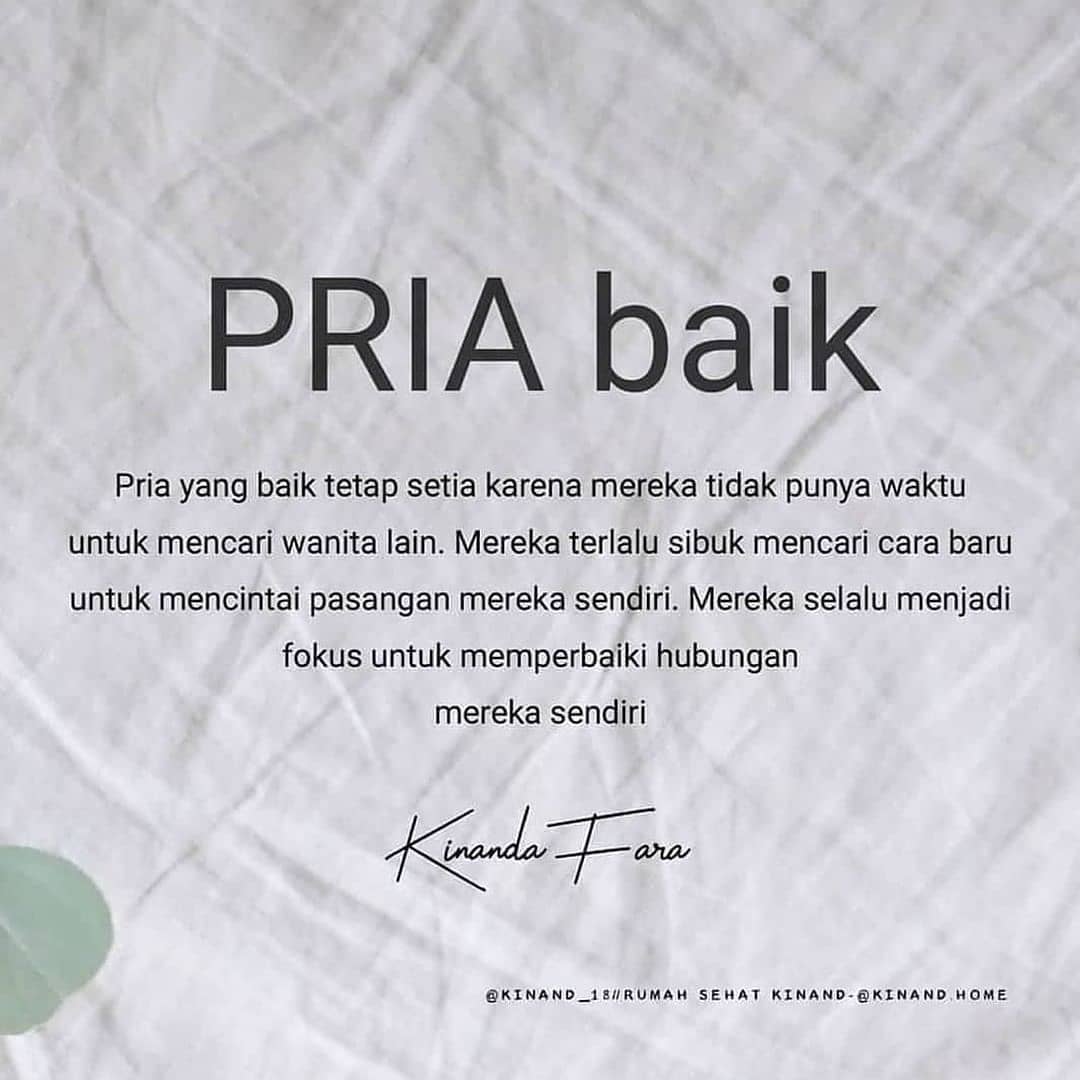 PRIA baik
Pria yang baik tetap setia karena mereka tidak punya waktu
untuk mencari wanita lain. Mereka terlalu sibuk mencari cara baru
untuk mencintai pasangan mereka sendiri. Mereka selalu menjadi
fokus untuk memperbaiki hubungan
mereka sendiri
Kinanda Fara
@KINAND_18//RUMAH SEHAT KINAND-@KINAND.HOME